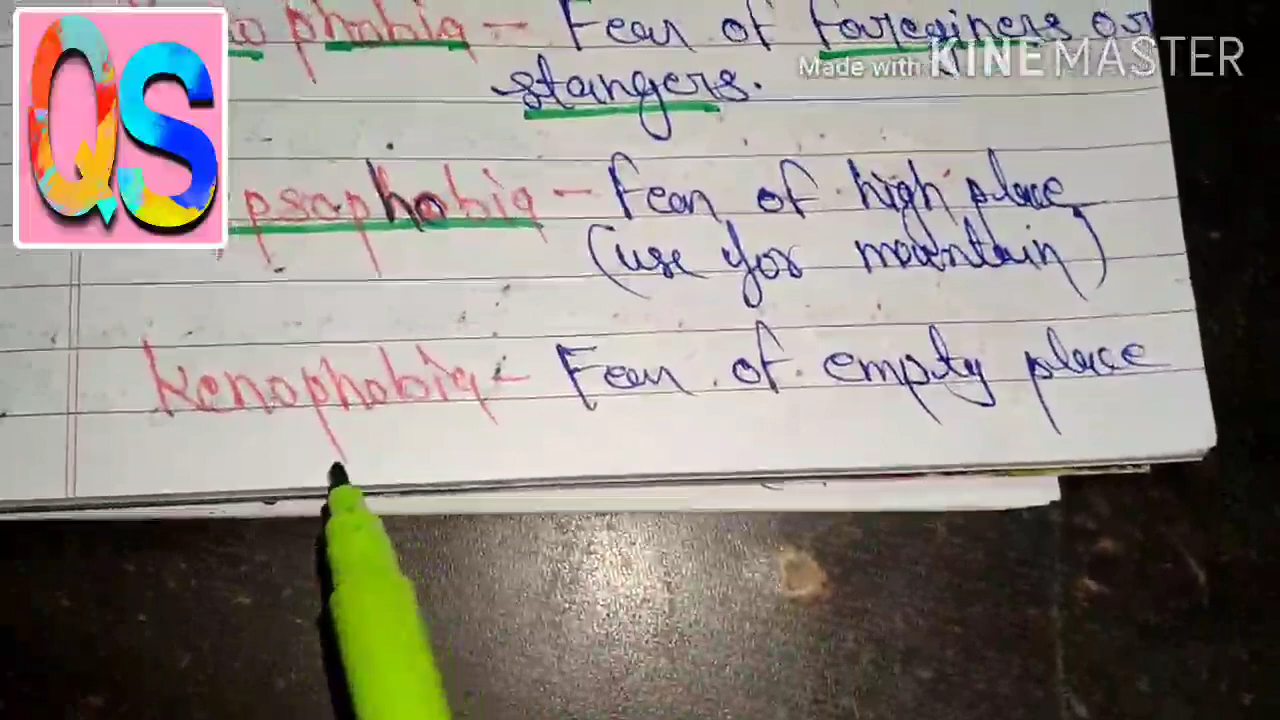 QS
o phobia - Fear of foreginers or
Made with KINEMASTER
stangers.
psophobia - Fear of high place
(use for mountain)
Kenophobia - Fear of empty place